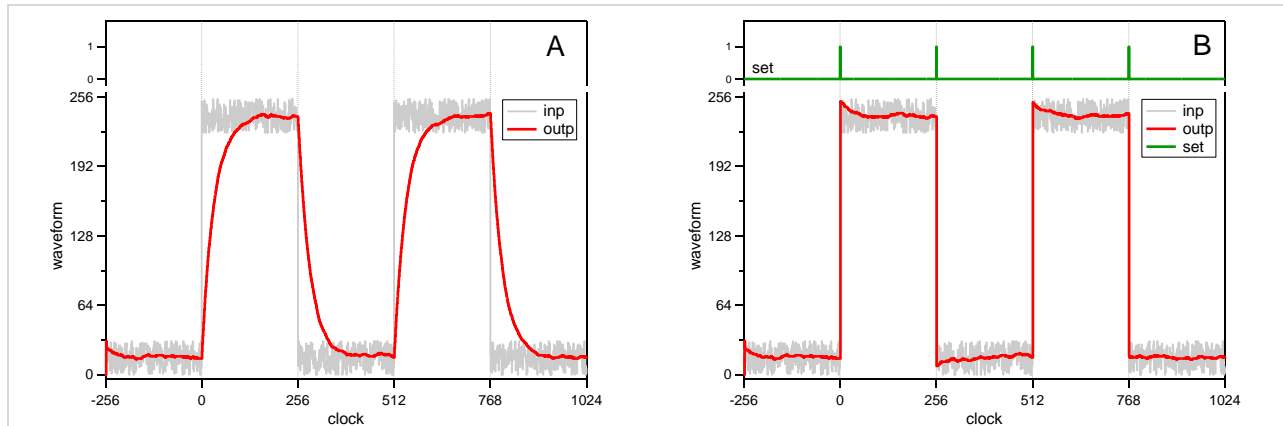 A
1
0
256
192
128
64
0
waveform
inp
outp
-256 0 256 512 768 1024
clock
B
1
0
set
256
192
128
64
0
waveform
inp
outp
set
-256 0 256 512 768 1024
clock